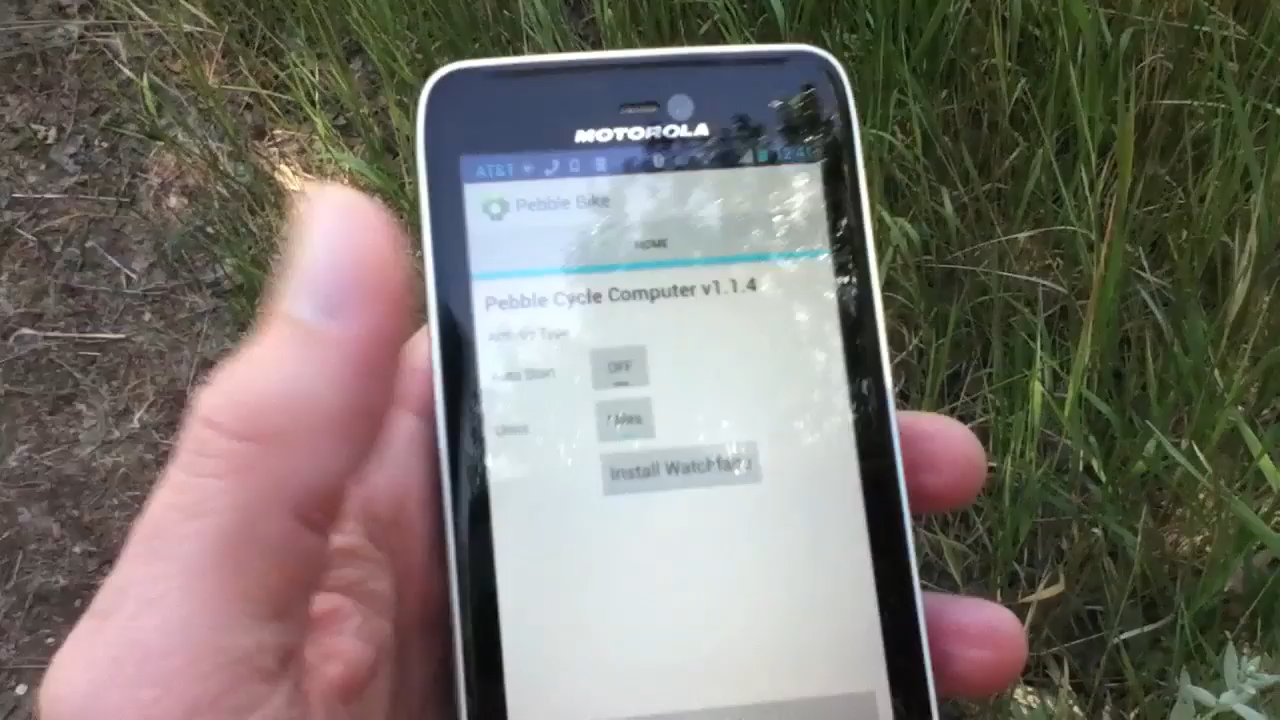 MOTOROLA
AT&T
Pebble Bike
HOME
Pebble Cycle Computer v1.1.4
Activity Type
Auto Start OFF
Units Miles
Install WatchFace